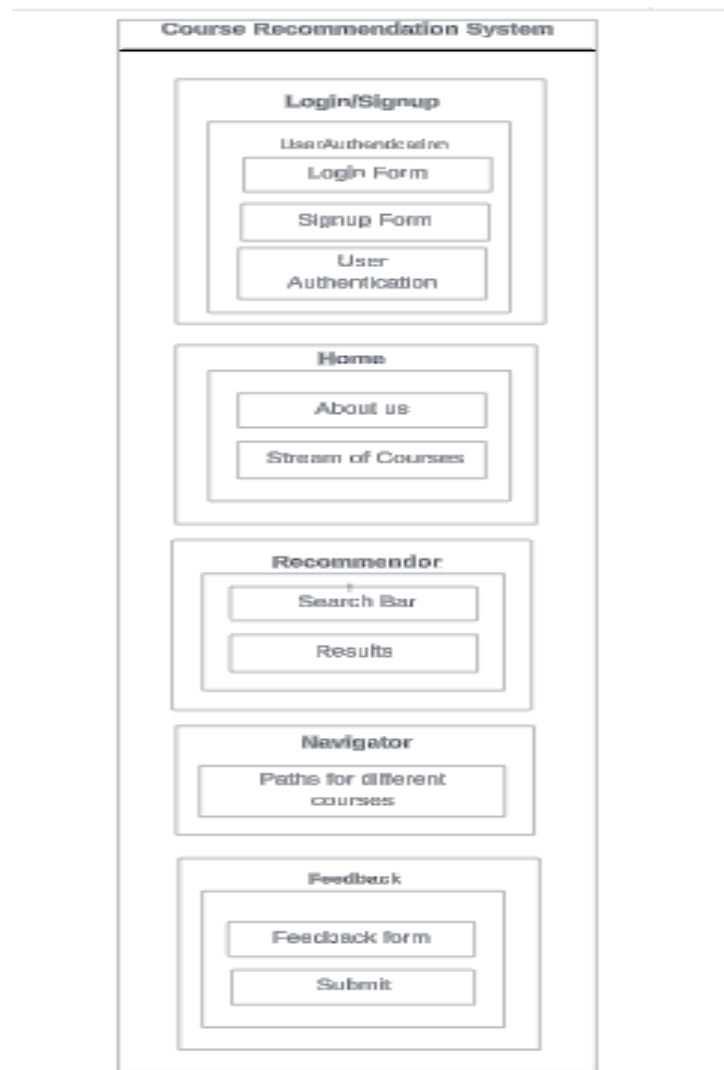 Course Recommendation System
Login/Signup
UserAuthentication
Login Form
Signup Form
User
Authentication
Home
About us
Stream of Courses
Recommendor
Search Bar
Results
Navigator
Paths for different
courses
Feedback
Feedback form
Submit